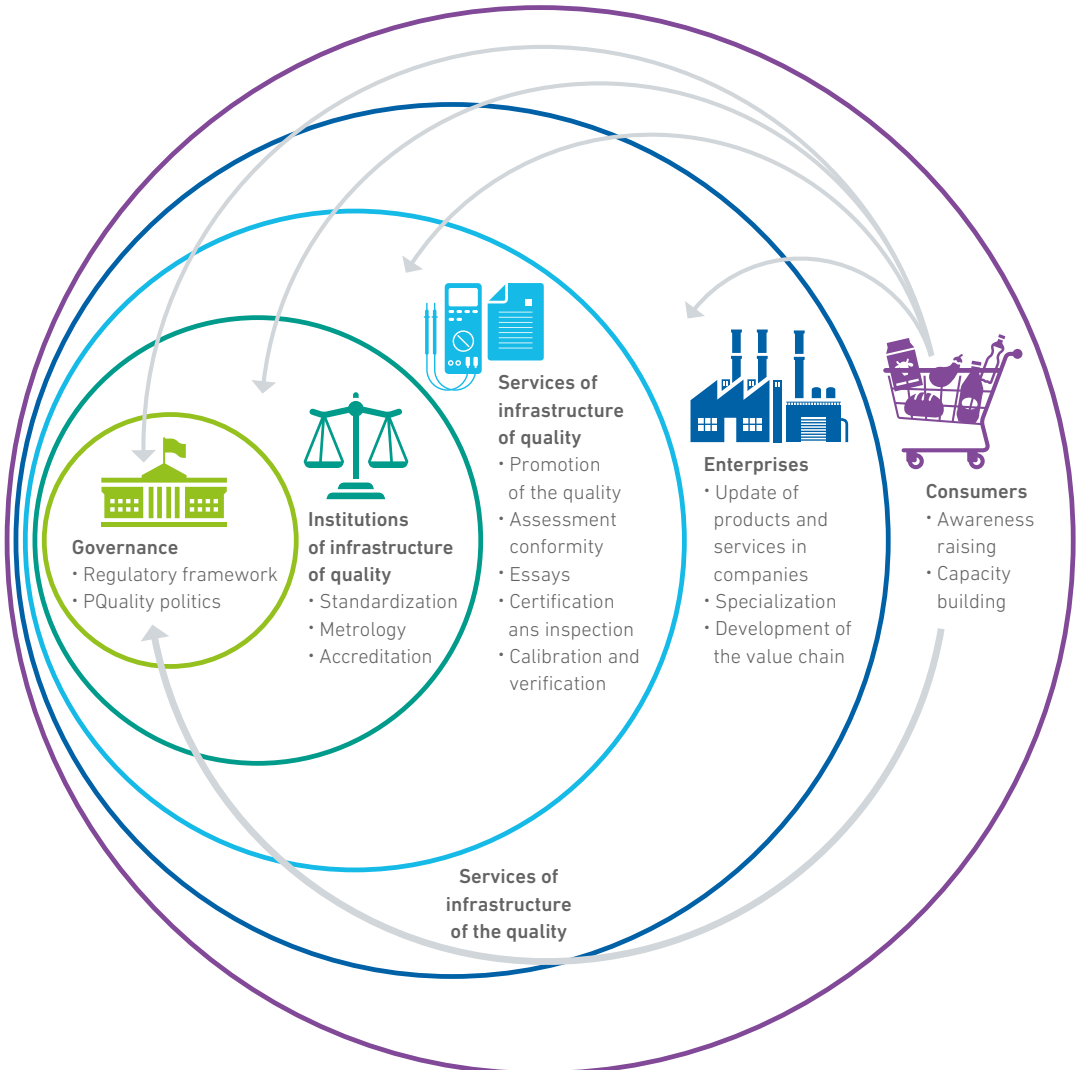 Governance
· Regulatory framework
· PQuality politics
Institutions
of infrastructure
of quality
· Standardization
· Metrology
· Accreditation
Services of
infrastructure
of quality
· Promotion
of the quality
· Assessment
conformity
· Essays
· Certification
ans inspection
· Calibration and
verification
Enterprises
· Update of
products and
services in
companies
· Specialization
· Development of
the value chain
Consumers
· Awareness
raising
· Capacity
building
Services of
infrastructure
of the quality